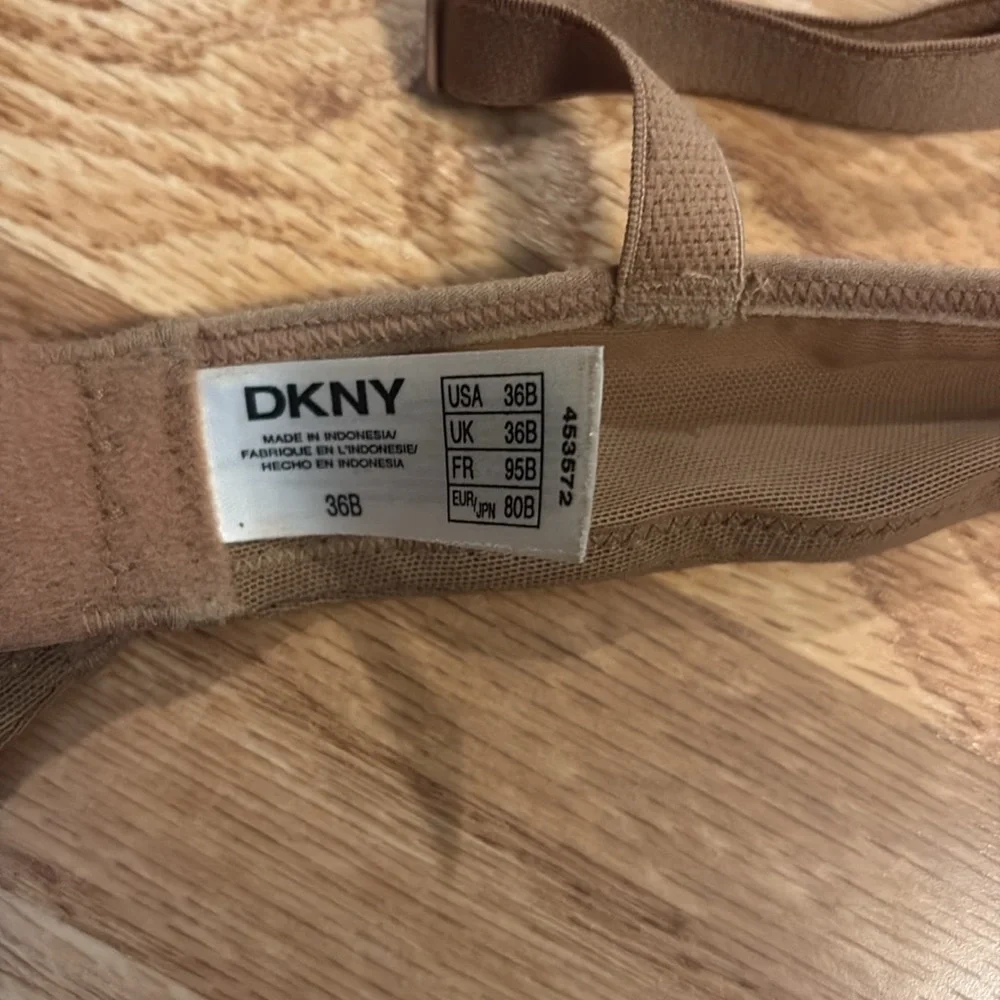 DKNY
MADE IN INDONESIA/
FABRIQUE EN L'INDONESIE/
HECHO EN INDONESIA
36B
USA 36B
UK 36B
FR 95B
EUR/JPN 80B
453572